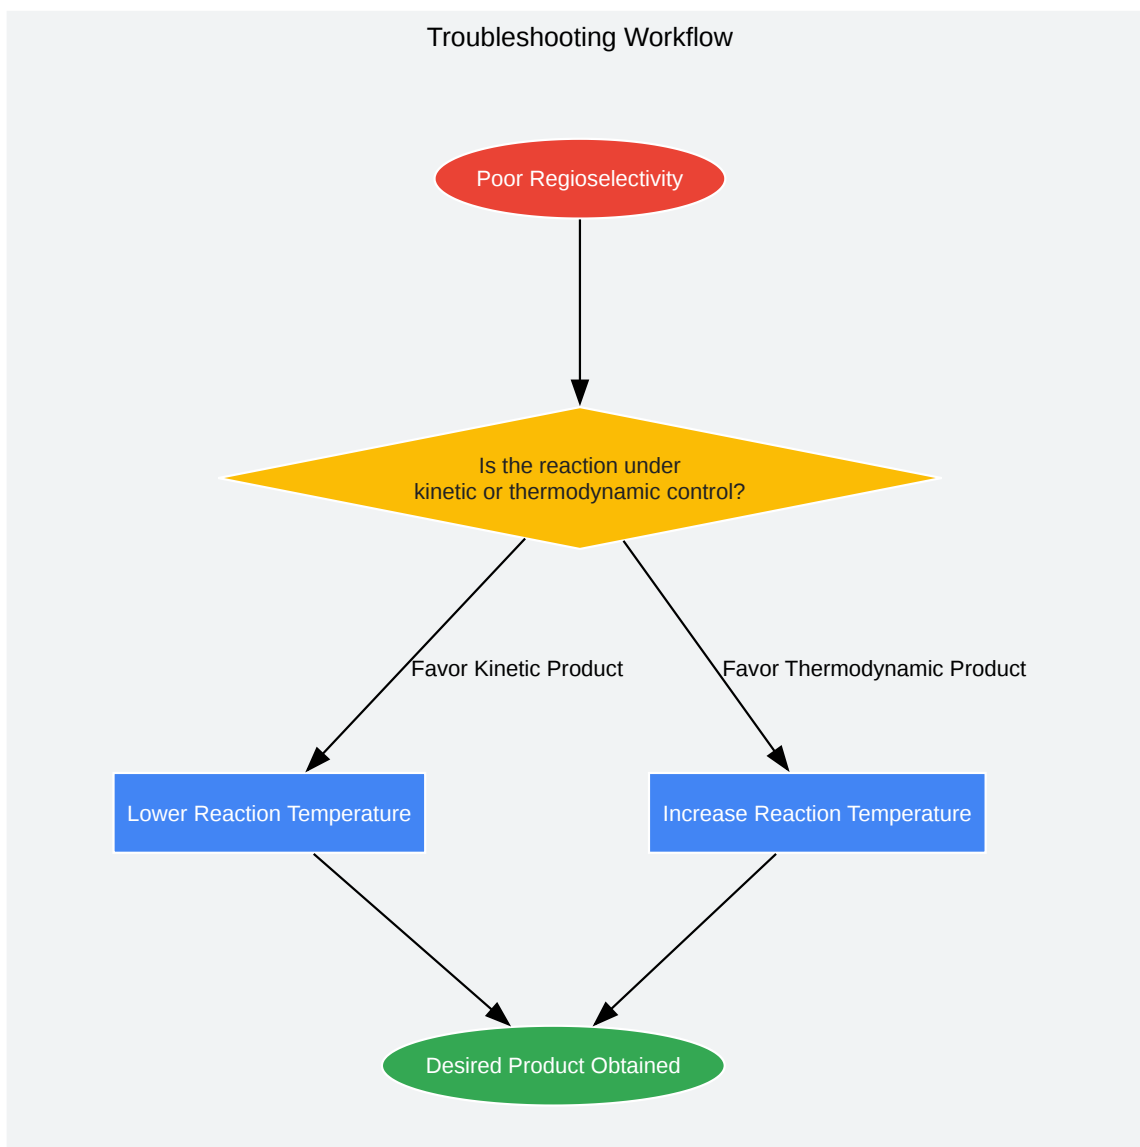 Troubleshooting Workflow
Poor Regioselectivity
Is the reaction under
kinetic or thermodynamic control?
Favor Kinetic Product
Favor Thermodynamic Product
Lower Reaction Temperature
Increase Reaction Temperature
Desired Product Obtained